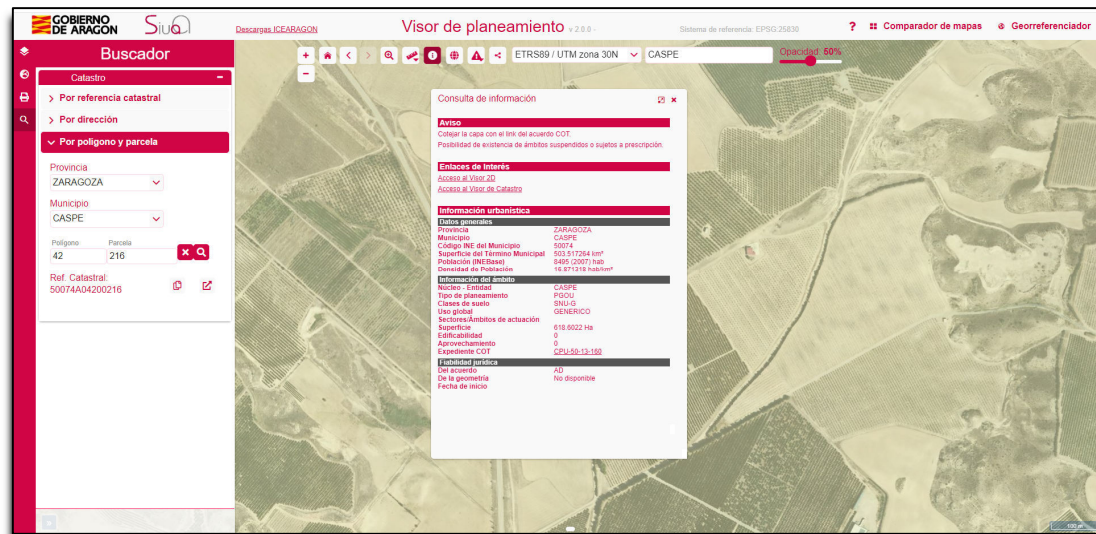 GOBIERNO
DE ARAGON
SIUA
Descargas ICEARAGON
Visor de planeamiento v 2.0.0 -
Sistema de referencia: EPSG:25830
? Comparador de mapas
Georreferenciador
Buscador
Catastro
Por referencia catastral
Por dirección
Por polígono y parcela
Provincia
ZARAGOZA
Municipio
CASPE
Polígono Parcela
42 216
Ref. Catastral:
50074A04200216
ETRS89 / UTM zona 30N
CASPE
Opacidad: 50%
Consulta de información
Aviso
Cotejar la capa con el link del acuerdo COT.
Posibilidad de existencia de ámbitos suspendidos o sujetos a prescripción.
Enlaces de Interés
Acceso al Visor 2D
Acceso al Visor de Catastro
Información urbanística
Datos generales
Provincia ZARAGOZA
Municipio CASPE
Código INE del Municipio 50074
Superficie del Término Municipal 503.517264 km²
Población (INEBase) 8495 (2007) hab
Densidad de Población 16.871318 hab/km²
Información del ámbito
Núcleo - Entidad CASPE
Tipo de planeamiento PGOU
Clases de suelo SNU-G
Uso global GENERICO
Sectores/Ámbitos de actuación
Superficie 618.6022 Ha
Edificabilidad 0
Aprovechamiento 0
Expediente COT CPU-50-13-160
Fiabilidad jurídica
Del acuerdo AD
De la geometría No disponible
Fecha de inicio
100 m